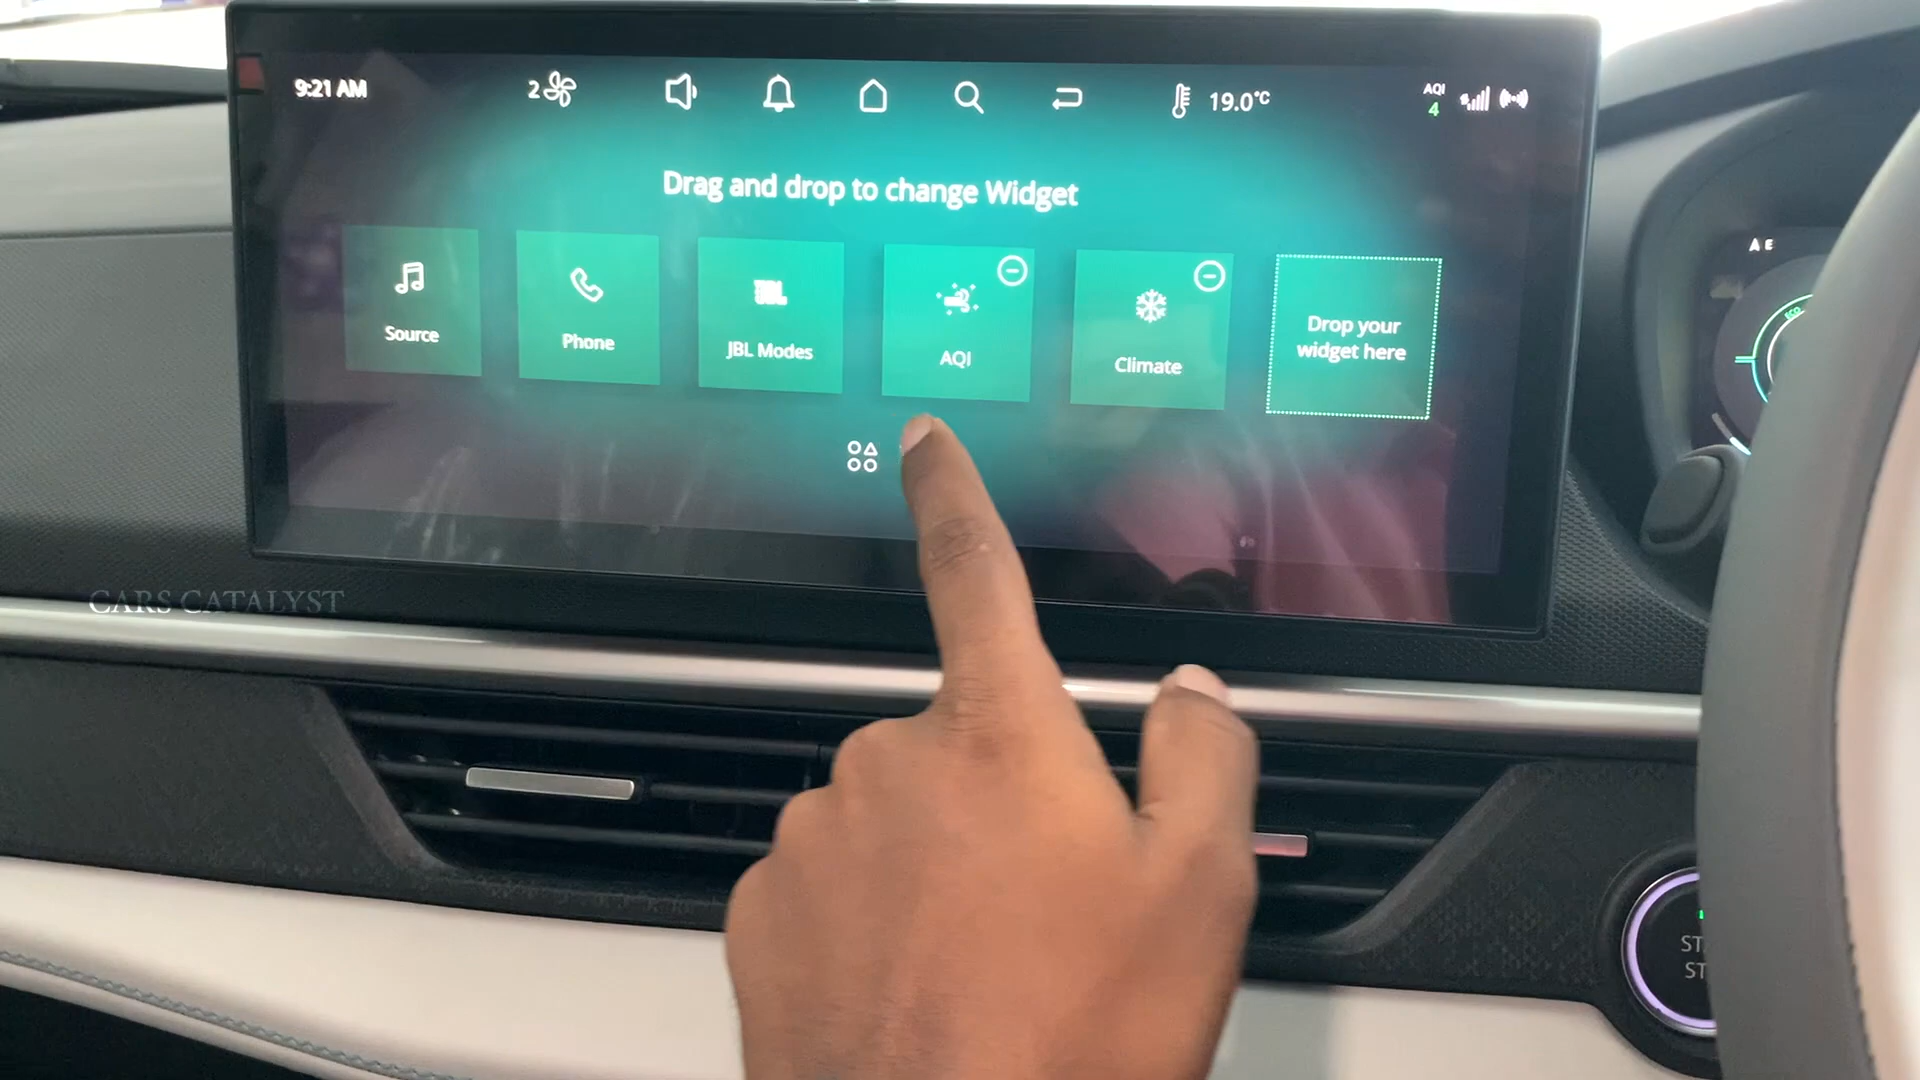 9:21 AM
2
19.0°C
AQI
4
Drag and drop to change Widget
Source
Phone
JBL
JBL Modes
AQI
Climate
Drop your
widget here
A E
ECO
CARS CATALYST
ST
ST